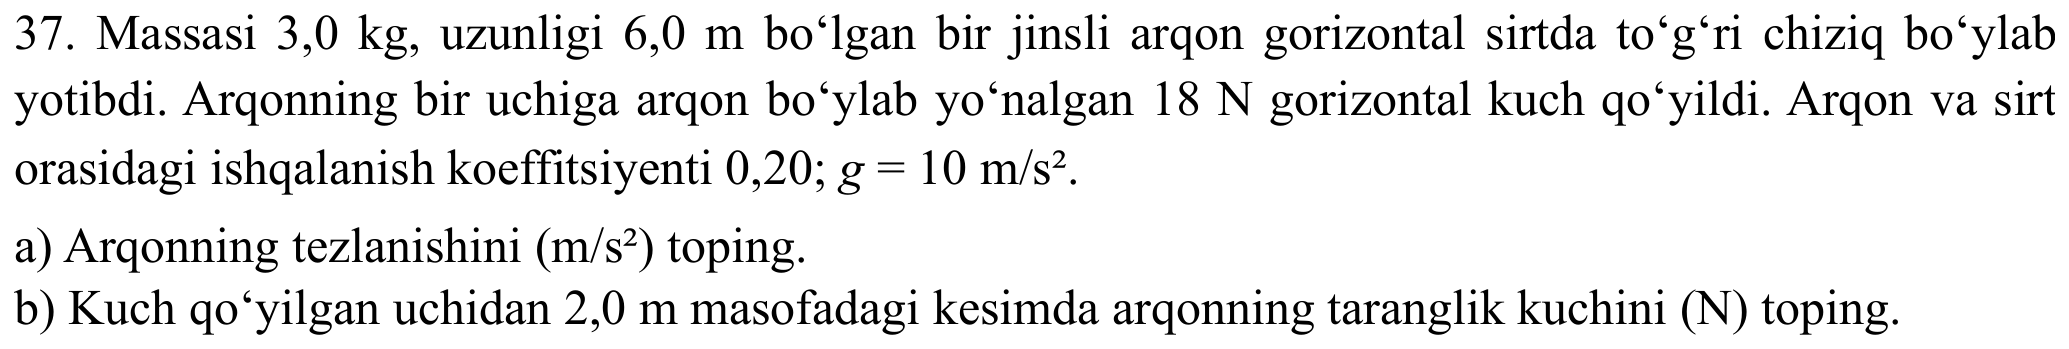 37. Massasi 3,0 kg, uzunligi 6,0 m bo‘lgan bir jinsli arqon gorizontal sirtda to‘g‘ri chiziq bo‘ylab
yotibdi. Arqonning bir uchiga arqon bo‘ylab yo‘nalgan 18 N gorizontal kuch qo‘yildi. Arqon va sirt
orasidagi ishqalanish koeffitsiyenti 0,20; g = 10 m/s².
a) Arqonning tezlanishini (m/s²) toping.
b) Kuch qo‘yilgan uchidan 2,0 m masofadagi kesimda arqonning taranglik kuchini (N) toping.